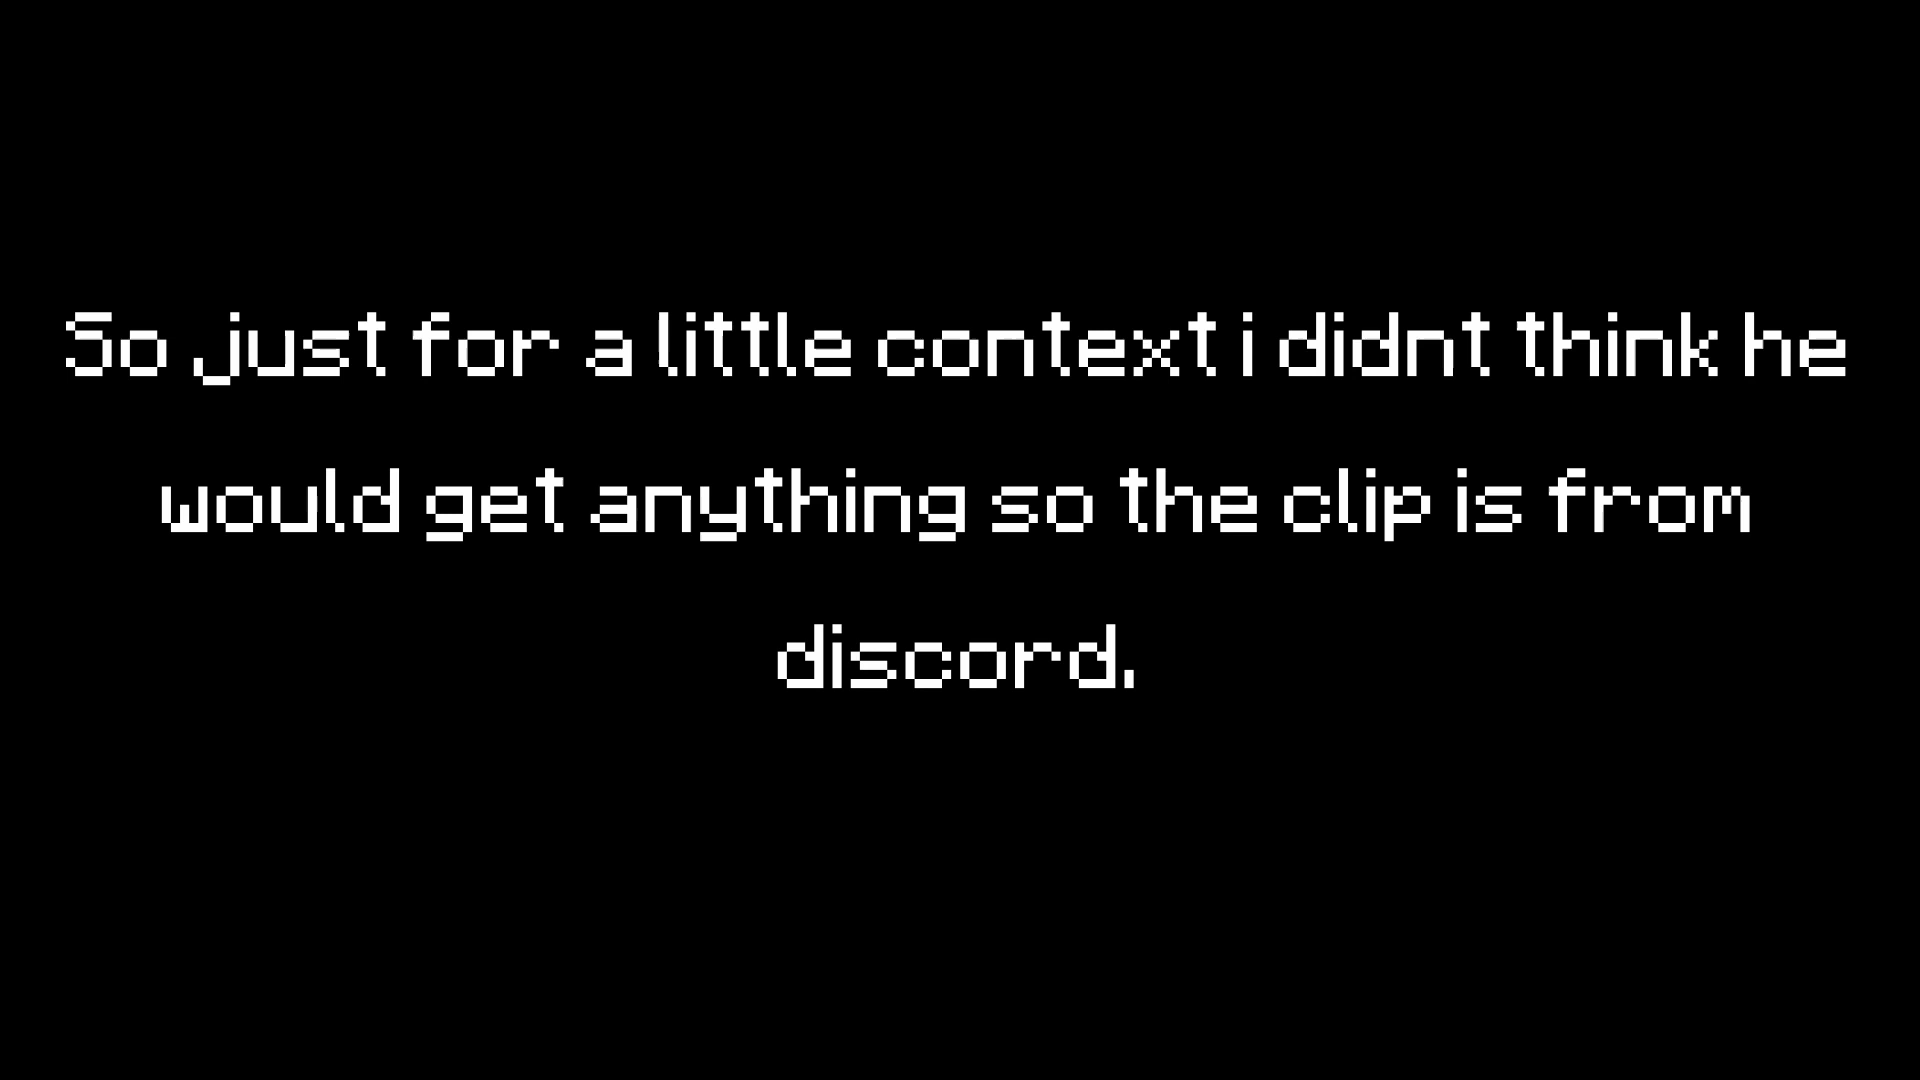 So just for a little context i didnt think he
would get anything so the clip is from
discord.